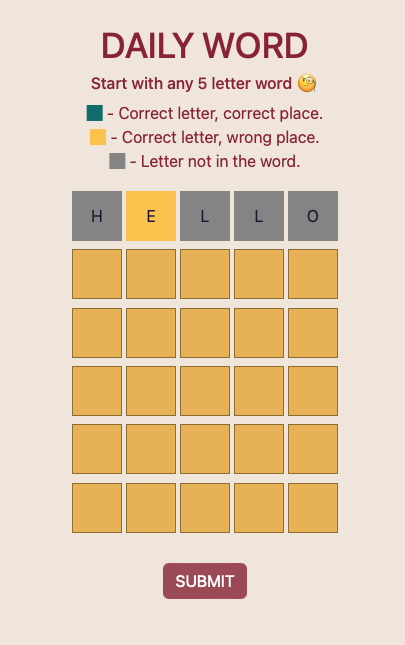 DAILY WORD
Start with any 5 letter word 🧐
- Correct letter, correct place.
- Correct letter, wrong place.
- Letter not in the word.
H E L L O
SUBMIT